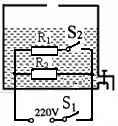 R₁ S₂
R₂
220V S₁